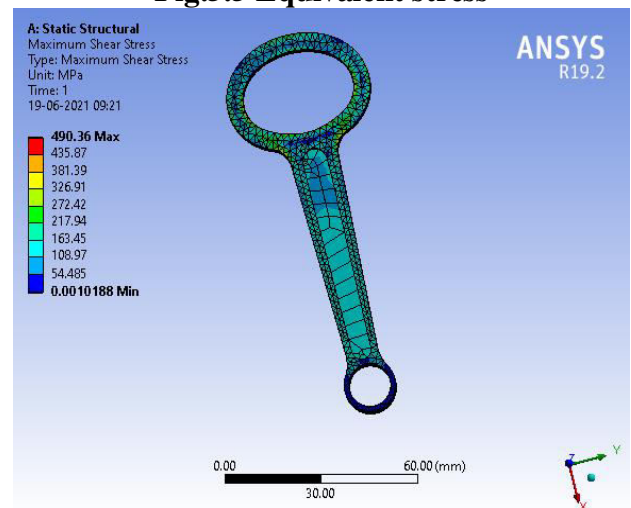 Fig.5.5 Equivalent stress
A: Static Structural
Maximum Shear Stress
Type: Maximum Shear Stress
Unit: MPa
Time: 1
19-06-2021 09:21
ANSYS
R19.2
490.36 Max
435.87
381.39
326.91
272.42
217.94
163.45
108.97
54.485
0.0010188 Min
0.00
60.00 (mm)
30.00
Y
Z
X